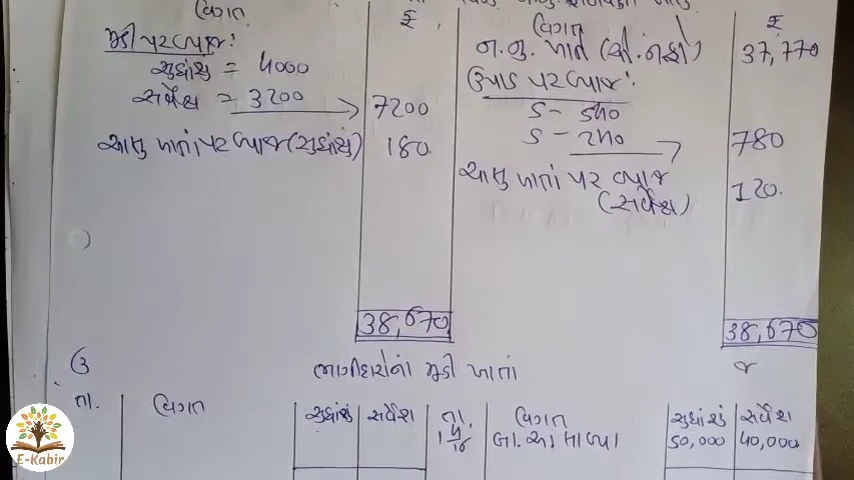 વિગત ₹ વિગત ₹
મૂડી પર વ્યાજ: ન.નુ. ખાતે (ચો. નફો) 37,770
સુધાંશુ = 4000 ઉપાડ પર વ્યાજ:
સર્વેશ = 3200 7200 S - 540
S - 240 780
ચાલુ ખાતાં પર વ્યાજ (સુધાંશુ) 180 ચાલુ ખાતાં પર વ્યાજ
(સર્વેશ) 120
38,670 38,670
ઉ ભાગીદારોનાં મૂડી ખાતાં જ
તા. વિગત સુધાંશુ સર્વેશ તા. વિગત સુધાંશુ સર્વેશ
બા. આ લાવ્યા 50,000 40,000
E-Kabir